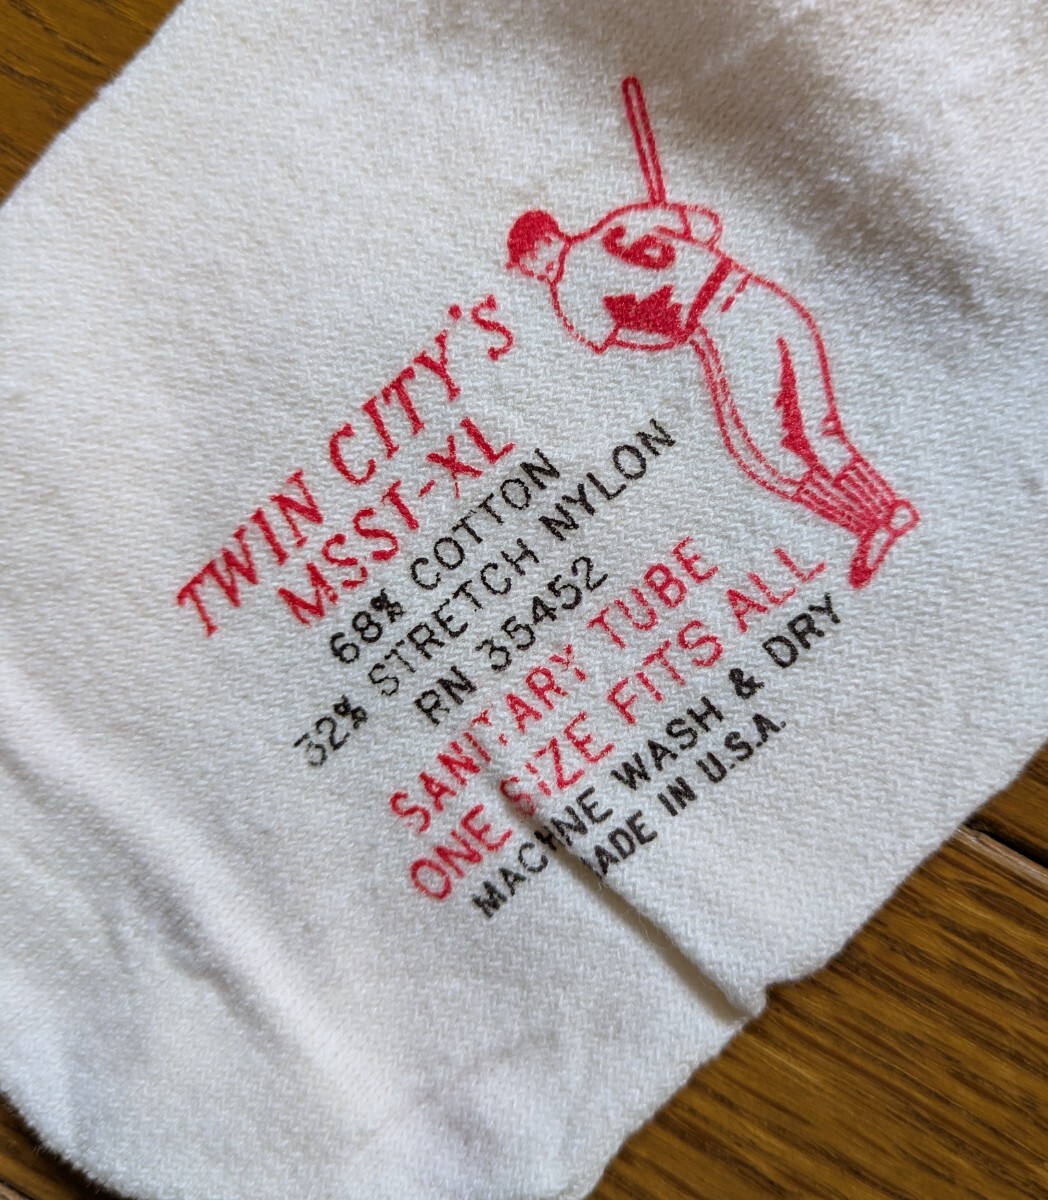 6
TWIN CITY'S
MSST-XL
68% COTTON
32% STRETCH NYLON
RN 35452
SANITARY TUBE
ONE SIZE FITS ALL
MACHINE WASH & DRY
MADE IN U.S.A.